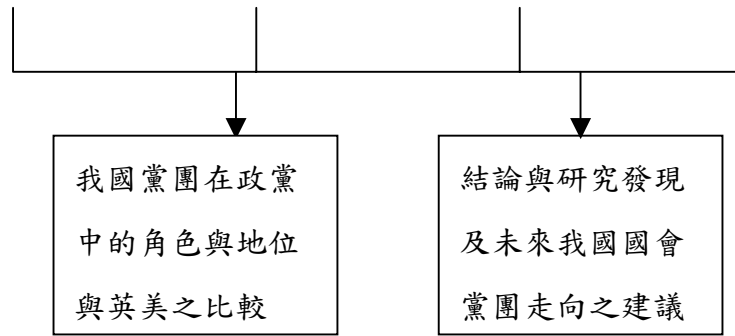 我國黨團在政黨
中的角色與地位
與英美之比較
結論與研究發現
及未來我國國會
黨團走向之建議